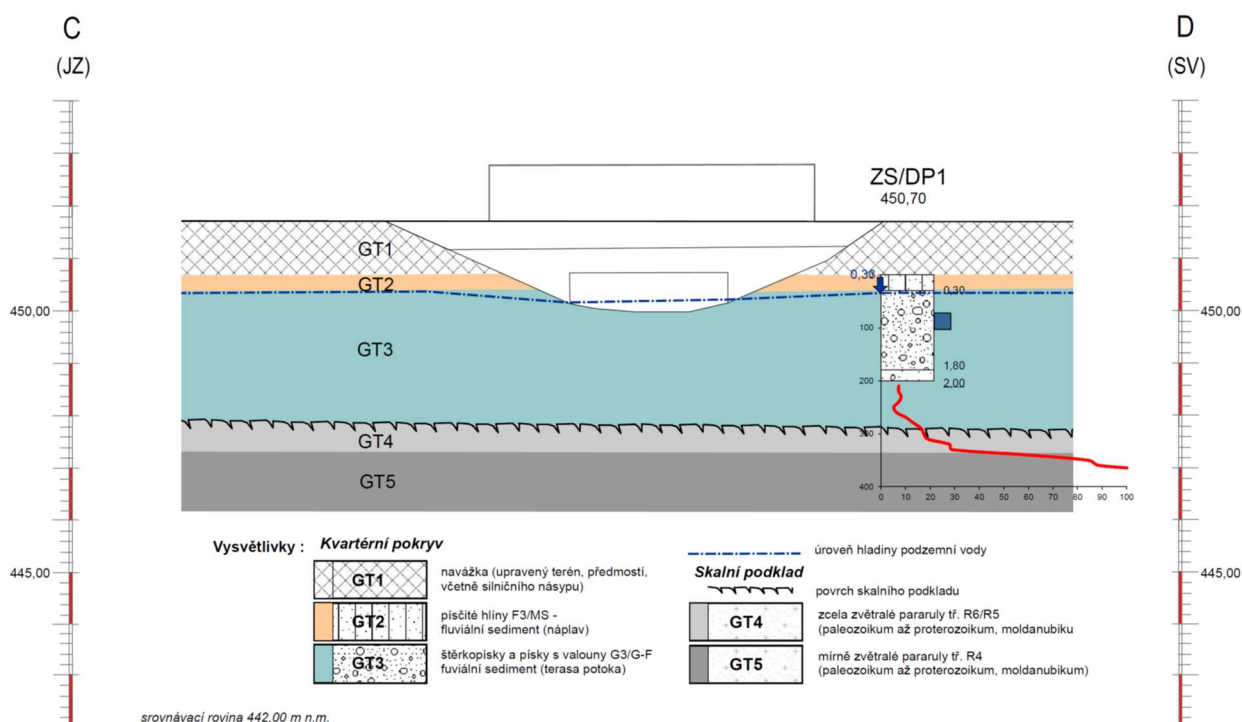 C
(JZ)
D
(SV)
ZS/DP1
450,70
GT1
GT2
0,30
0,30
450,00
450,00
100
GT3
1,80
200
2,00
GT4
300
GT5
400
0 10 20 30 40 50 60 70 80 90 100
Vysvětlivky : Kvartérní pokryv
GT1
navážka (upravený terén, předmostí,
včetně silničního násypu)
GT2
písčité hlíny F3/MS -
fluviální sediment (náplav)
GT3
štěrkopísky a písky s valouny G3/G-F
fuviální sediment (terasa potoka)
úroveň hladiny podzemní vody
Skalní podklad
povrch skalního podkladu
GT4
zcela zvětralé pararuly tř. R6/R5
(paleozoikum až proterozoikum, moldanubiku
GT5
mírně zvětralé pararuly tř. R4
(paleozoikum až proterozoikum, moldanubikum)
445,00
445,00
srovnávací rovina 442,00 m n.m.